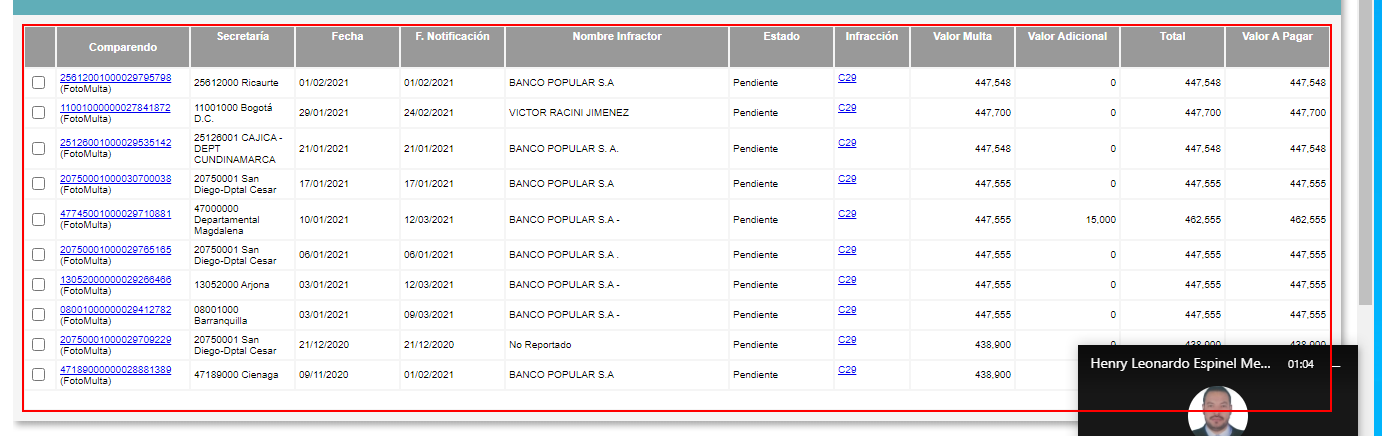 Comparendo Secretaría Fecha F. Notificación Nombre Infractor Estado Infracción Valor Multa Valor Adicional Total Valor A Pagar
25612001000029795798 (FotoMulta) 25612000 Ricaurte 01/02/2021 01/02/2021 BANCO POPULAR S.A Pendiente C29 447,548 0 447,548 447,548
11001000000027841872 (FotoMulta) 11001000 Bogotá D.C. 29/01/2021 24/02/2021 VICTOR RACINI JIMENEZ Pendiente C29 447,700 0 447,700 447,700
25126001000029535142 (FotoMulta) 25126001 CAJICA - DEPT CUNDINAMARCA 21/01/2021 21/01/2021 BANCO POPULAR S. A. Pendiente C29 447,548 0 447,548 447,548
20750001000030700038 (FotoMulta) 20750001 San Diego-Dptal Cesar 17/01/2021 17/01/2021 BANCO POPULAR S.A Pendiente C29 447,555 0 447,555 447,555
47745001000029710881 (FotoMulta) 47000000 Departamental Magdalena 10/01/2021 12/03/2021 BANCO POPULAR S.A - Pendiente C29 447,555 15,000 462,555 462,555
20750001000029765165 (FotoMulta) 20750001 San Diego-Dptal Cesar 06/01/2021 06/01/2021 BANCO POPULAR S.A . Pendiente C29 447,555 0 447,555 447,555
13052000000029266466 (FotoMulta) 13052000 Arjona 03/01/2021 12/03/2021 BANCO POPULAR S.A - Pendiente C29 447,555 0 447,555 447,555
08001000000029412782 (FotoMulta) 08001000 Barranquilla 03/01/2021 09/03/2021 BANCO POPULAR S.A - Pendiente C29 447,555 0 447,555 447,555
20750001000029709229 (FotoMulta) 20750001 San Diego-Dptal Cesar 21/12/2020 21/12/2020 No Reportado Pendiente C29 438,900 0 438,900 438,900
47189000000028881389 (FotoMulta) 47189000 Cienaga 09/11/2020 01/02/2021 BANCO POPULAR S.A Pendiente C29 438,900
Henry Leonardo Espinel Me... 01:04